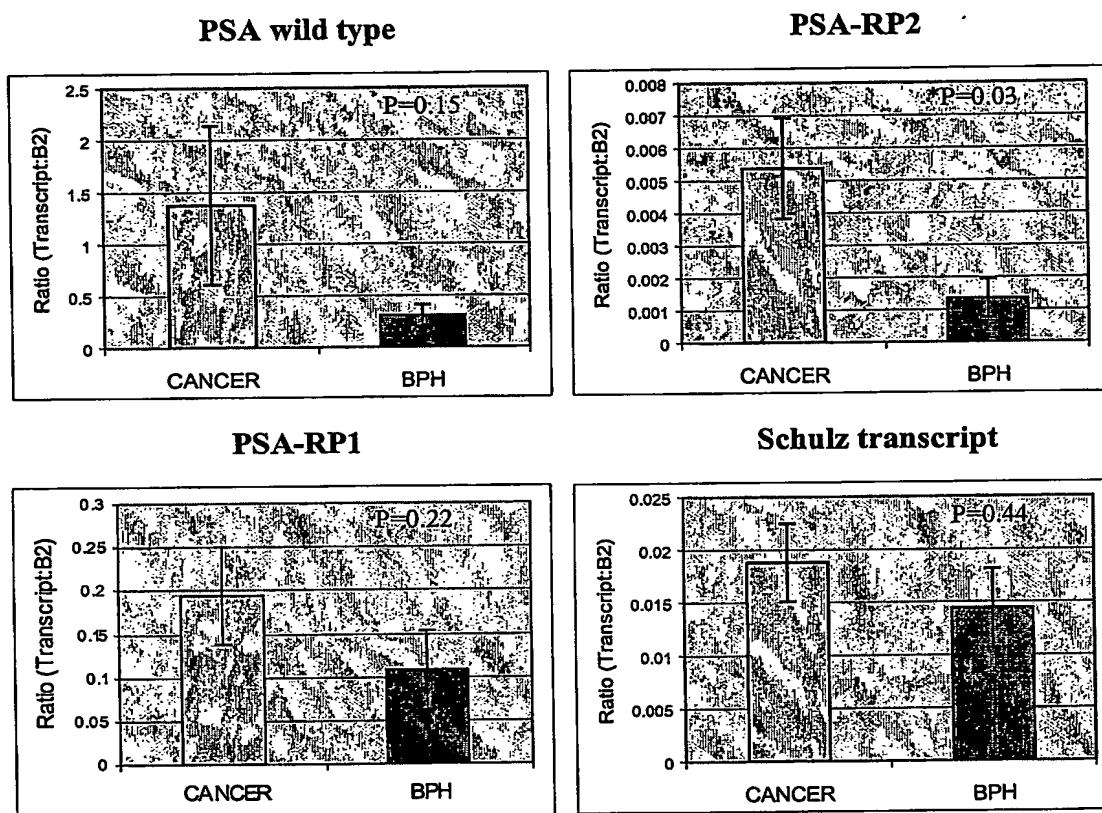 PSA wild type
Ratio (Transcript:B2)
2.5
2
1.5
1
0.5
0
P=0.15
CANCER
BPH
PSA-RP2
Ratio (Transcript:B2)
0.008
0.007
0.006
0.005
0.004
0.003
0.002
0.001
0
*P=0.03
CANCER
BPH
PSA-RP1
Ratio (Transcript:B2)
0.3
0.25
0.2
0.15
0.1
0.05
0
P=0.22
CANCER
BPH
Schulz transcript
Ratio (Transcript:B2)
0.025
0.02
0.015
0.01
0.005
0
P=0.44
CANCER
BPH